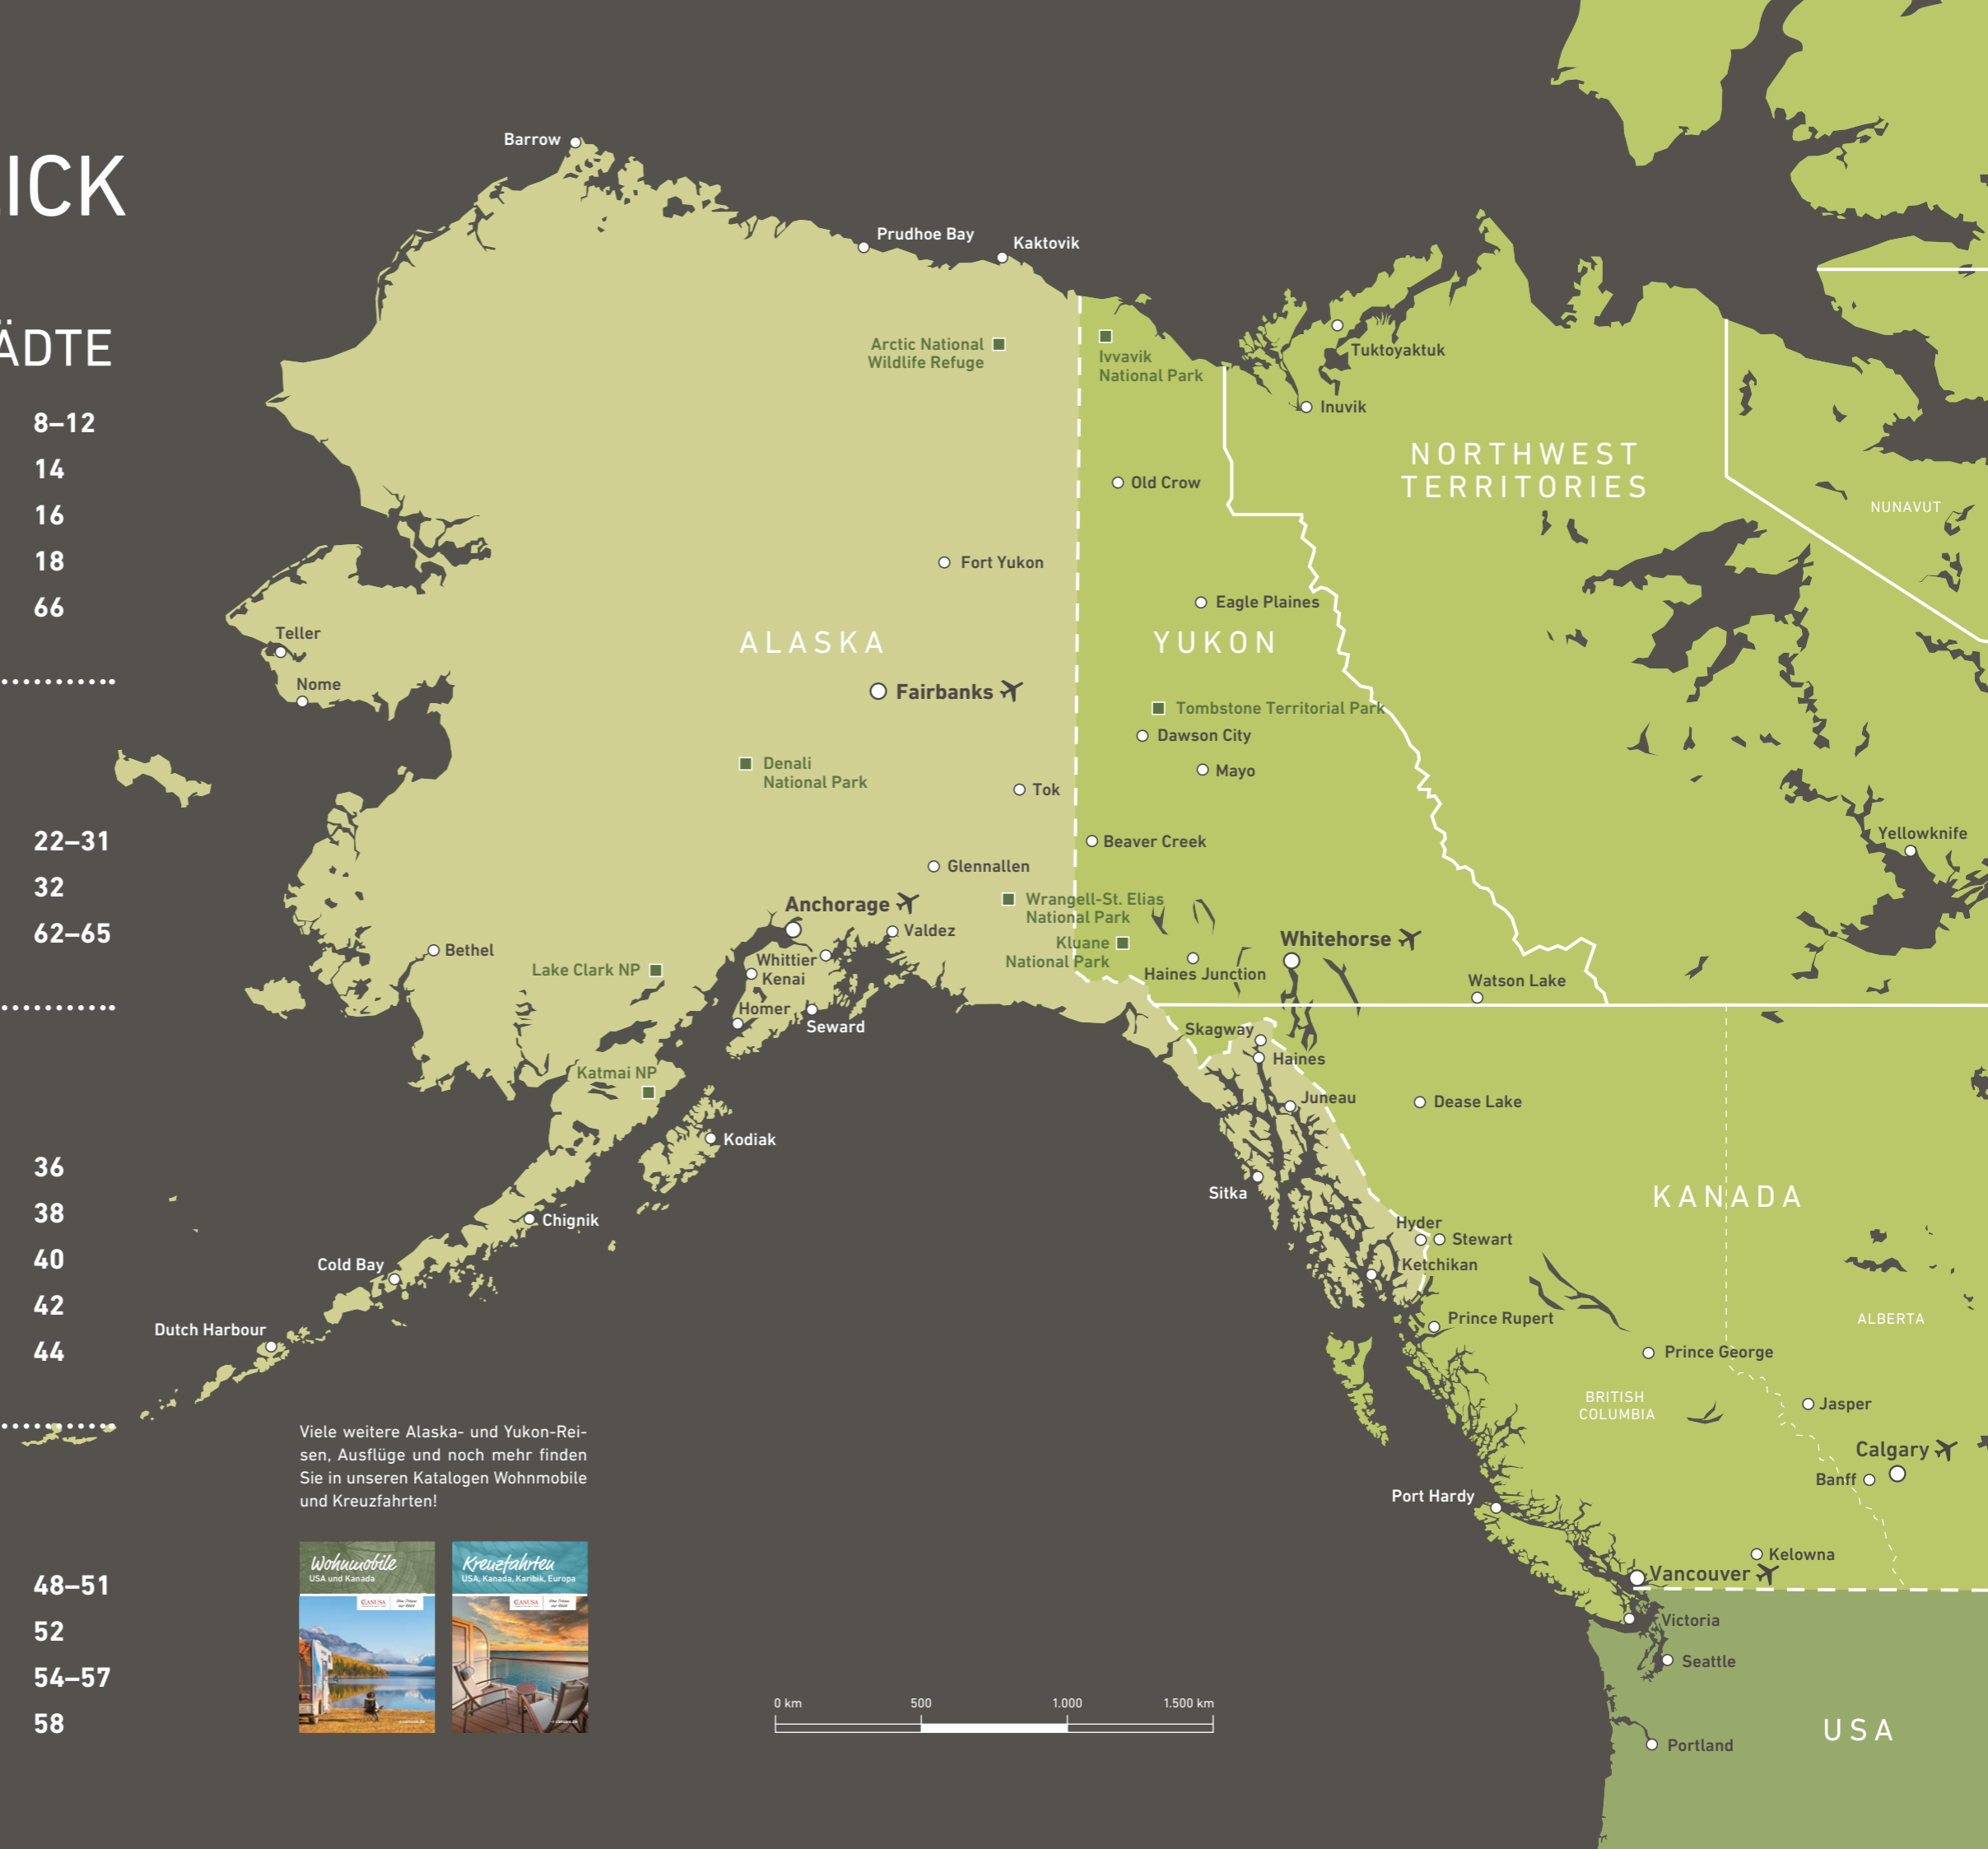 ICK
ÄDTE
8–12
14
16
18
66
22–31
32
62–65
36
38
40
42
44
48–51
52
54–57
58
Barrow
Prudhoe Bay
Kaktovik
Arctic National
Wildlife Refuge
Ivvavik
National Park
Tuktoyaktuk
Inuvik
NORTHWEST
TERRITORIES
NUNAVUT
Old Crow
Fort Yukon
Eagle Plaines
Teller
ALASKA
YUKON
Nome
Fairbanks
Tombstone Territorial Park
Dawson City
Denali
National Park
Mayo
Tok
Yellowknife
Beaver Creek
Glennallen
Anchorage
Wrangell-St. Elias
National Park
Valdez
Kluane
National Park
Whitehorse
Bethel
Whittier
Lake Clark NP
Kenai
Haines Junction
Watson Lake
Homer
Seward
Skagway
Haines
Katmai NP
Juneau
Dease Lake
Kodiak
Sitka
KANADA
Chignik
Hyder
Stewart
Cold Bay
Ketchikan
Prince Rupert
ALBERTA
Dutch Harbour
Prince George
BRITISH
COLUMBIA
Jasper
Calgary
Banff
Port Hardy
Kelowna
Vancouver
Victoria
Seattle
USA
Portland
Viele weitere Alaska- und Yukon-Rei-
sen, Ausflüge und noch mehr finden
Sie in unseren Katalogen Wohnmobile
und Kreuzfahrten!
Wohnmobile
USA und Kanada
CANUSA
Kreuzfahrten
USA, Kanada, Karibik, Europa
CANUSA
0 km 500 1.000 1.500 km